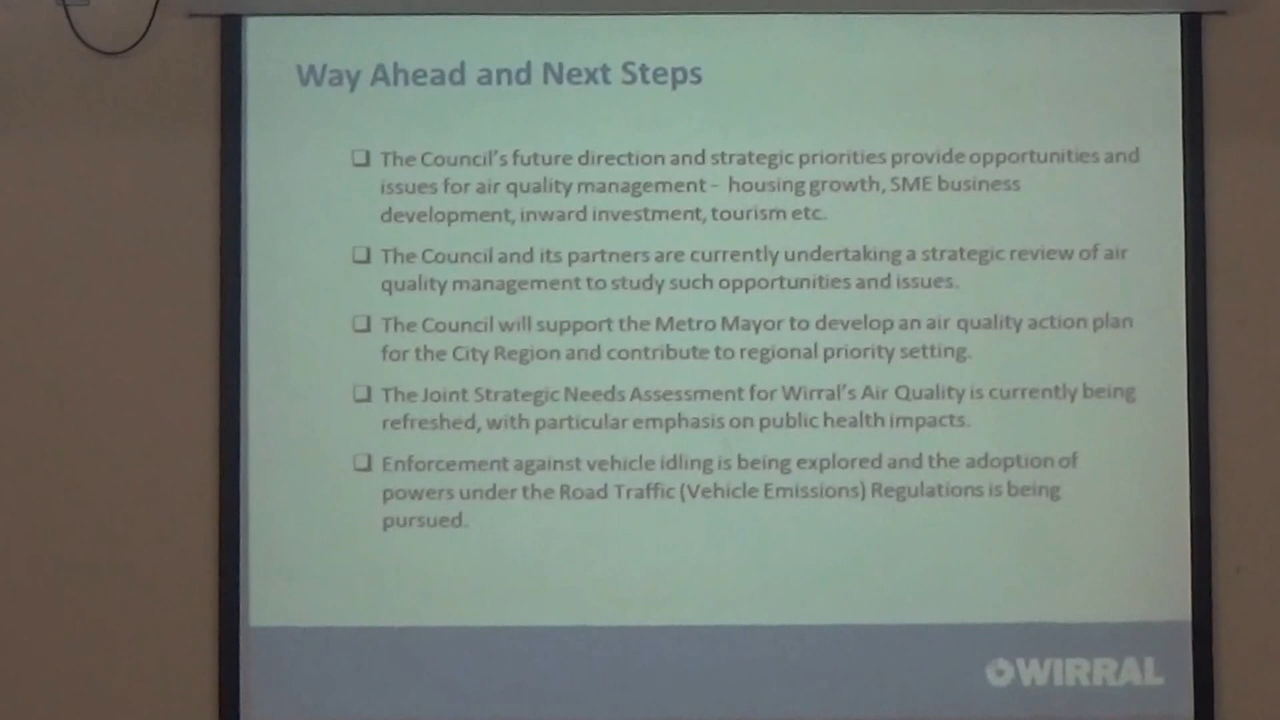 Way Ahead and Next Steps
❑ The Council's future direction and strategic priorities provide opportunities and
issues for air quality management - housing growth, SME business
development, inward investment, tourism etc.
❑ The Council and its partners are currently undertaking a strategic review of air
quality management to study such opportunities and issues.
❑ The Council will support the Metro Mayor to develop an air quality action plan
for the City Region and contribute to regional priority setting.
❑ The Joint Strategic Needs Assessment for Wirral's Air Quality is currently being
refreshed, with particular emphasis on public health impacts.
❑ Enforcement against vehicle idling is being explored and the adoption of
powers under the Road Traffic (Vehicle Emissions) Regulations is being
pursued.
WIRRAL